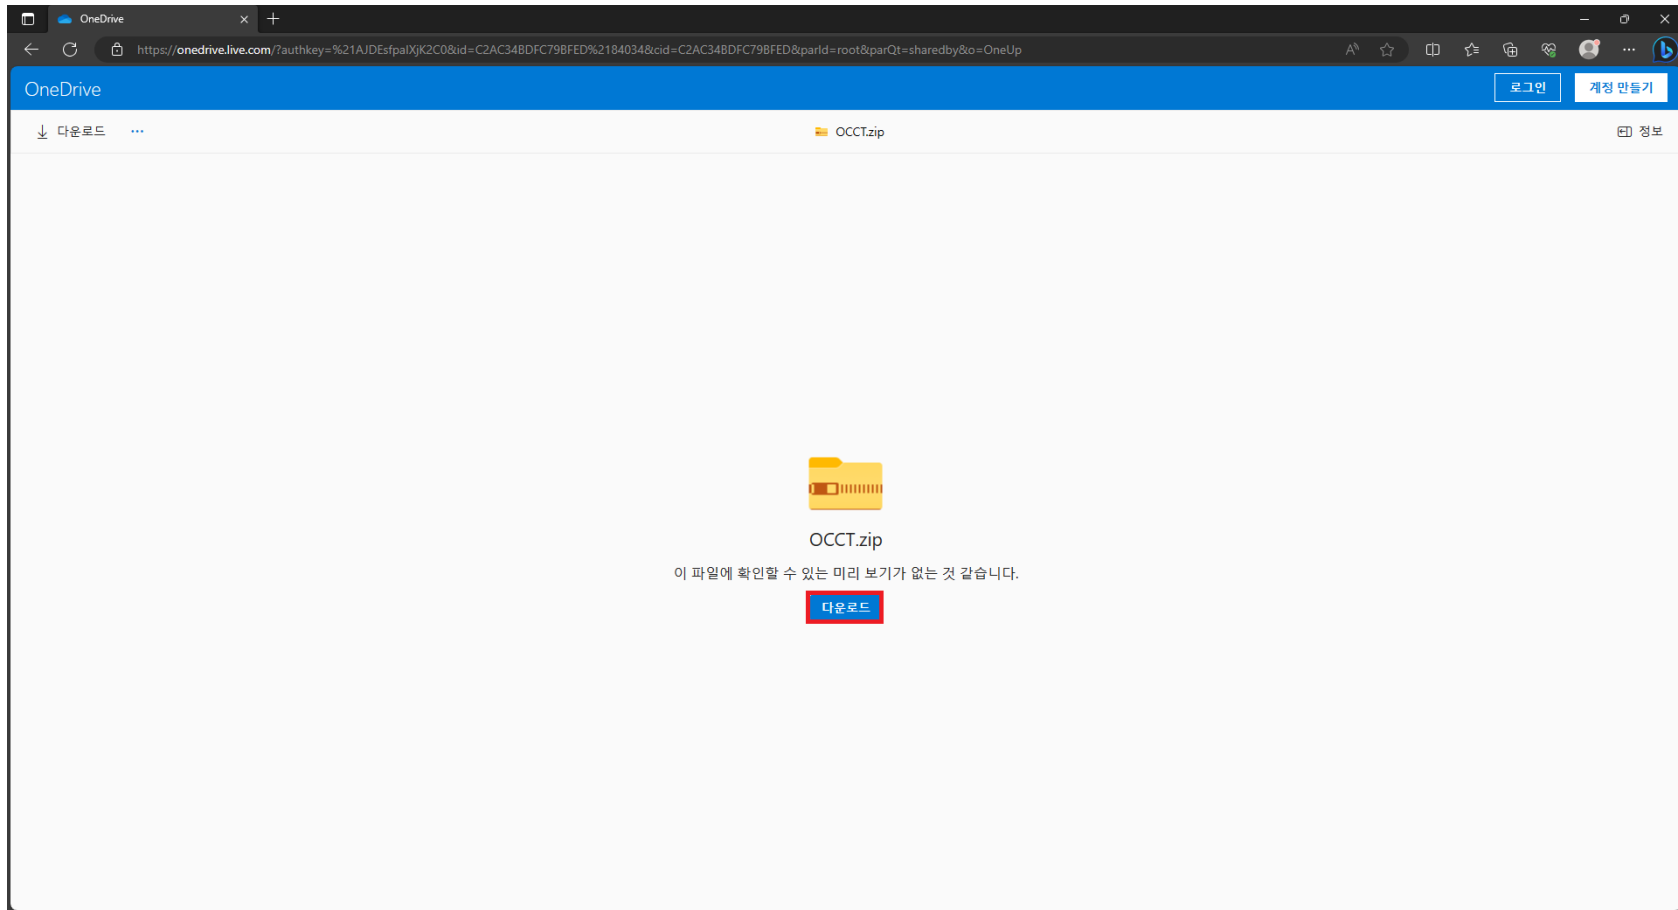 OneDrive
https://onedrive.live.com/?authkey=%21AJDEsfpaIXjK2C0&id=C2AC34BDFC79BFED%2184034&cid=C2AC34BDFC79BFED&parId=root&parQt=sharedby&o=OneUp
OneDrive
로그인
계정 만들기
다운로드
OCCT.zip
정보
OCCT.zip
이 파일에 확인할 수 있는 미리 보기가 없는 것 같습니다.
다운로드